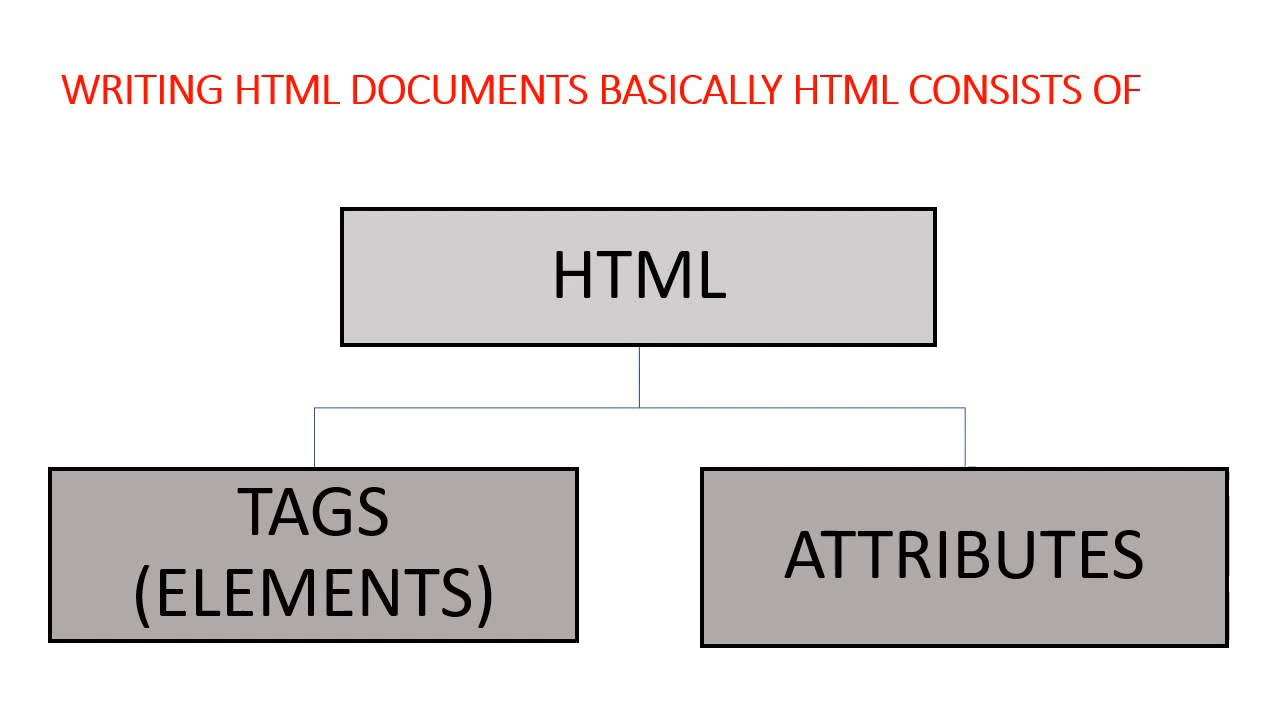 WRITING HTML DOCUMENTS BASICALLY HTML CONSISTS OF
HTML
TAGS
(ELEMENTS)
ATTRIBUTES